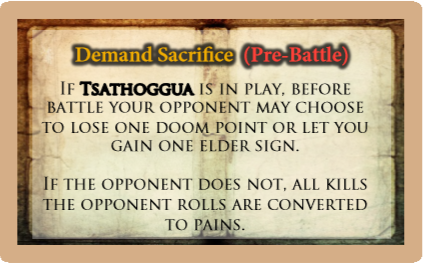 Demand Sacrifice (Pre-Battle)
If Tsathoggua is in play, before
battle your opponent may choose
to lose one doom point or let you
gain one elder sign.
If the opponent does not, all kills
the opponent rolls are converted
to pains.